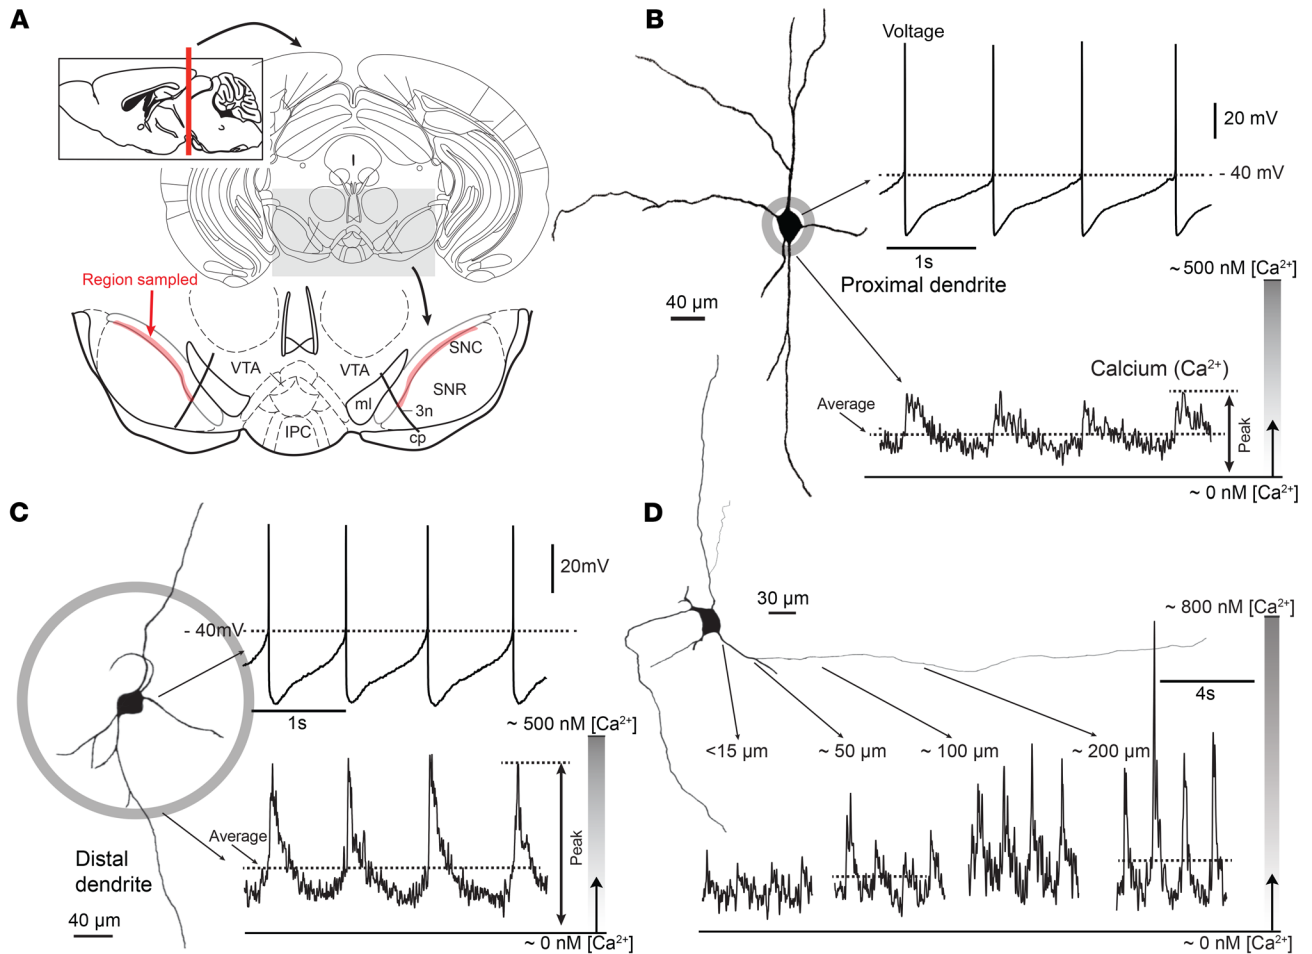 A
Region sampled
VTA
VTA
SNC
SNR
ml
3n
IPC
cp
B
Voltage
20 mV
- 40 mV
1s
Proximal dendrite
40 µm
~ 500 nM [Ca2+]
Calcium (Ca2+)
Average
Peak
~ 0 nM [Ca2+]
C
20mV
- 40mV
1s
~ 500 nM [Ca2+]
Average
Peak
Distal
dendrite
40 µm
~ 0 nM [Ca2+]
D
30 µm
~ 800 nM [Ca2+]
4s
<15 µm
~ 50 µm
~ 100 µm
~ 200 µm
~ 0 nM [Ca2+]